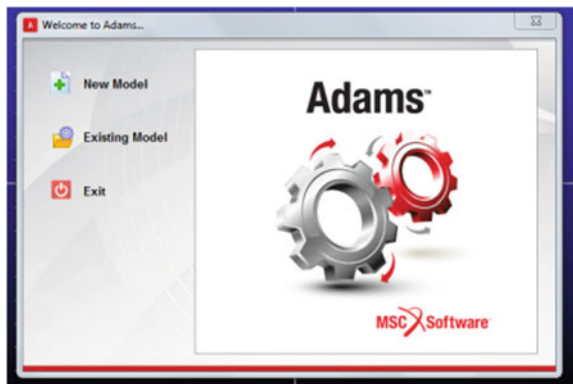 Welcome to Adams...
New Model
Existing Model
Exit
Adams™
MSC Software